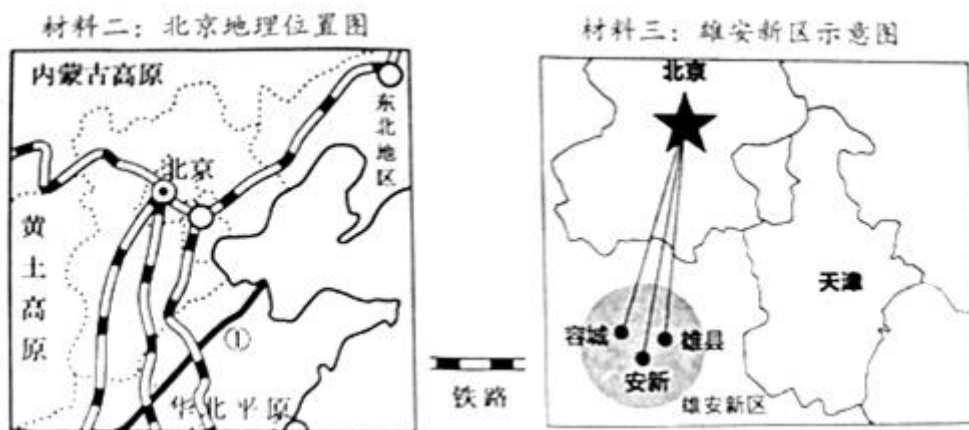 材料二：北京地理位置图
内蒙古高原
东北地区
北京
黄土高原
①
华北平原
铁路
材料三：雄安新区示意图
北京
天津
容城
雄县
安新
雄安新区